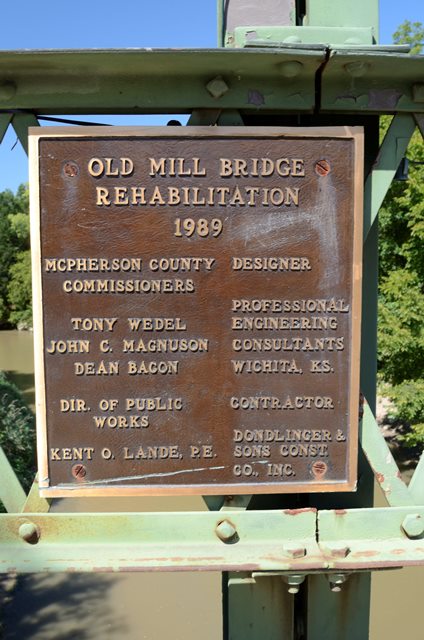 OLD MILL BRIDGE
REHABILITATION
1989
MCPHERSON COUNTY
COMMISSIONERS
TONY WEDEL
JOHN C. MAGNUSON
DEAN BACON
DIR. OF PUBLIC
WORKS
KENT O. LANDE, P.E.
DESIGNER
PROFESSIONAL
ENGINEERING
CONSULTANTS
WICHITA, KS.
CONTRACTOR
DONDLINGER &
SONS CONST.
CO., INC.